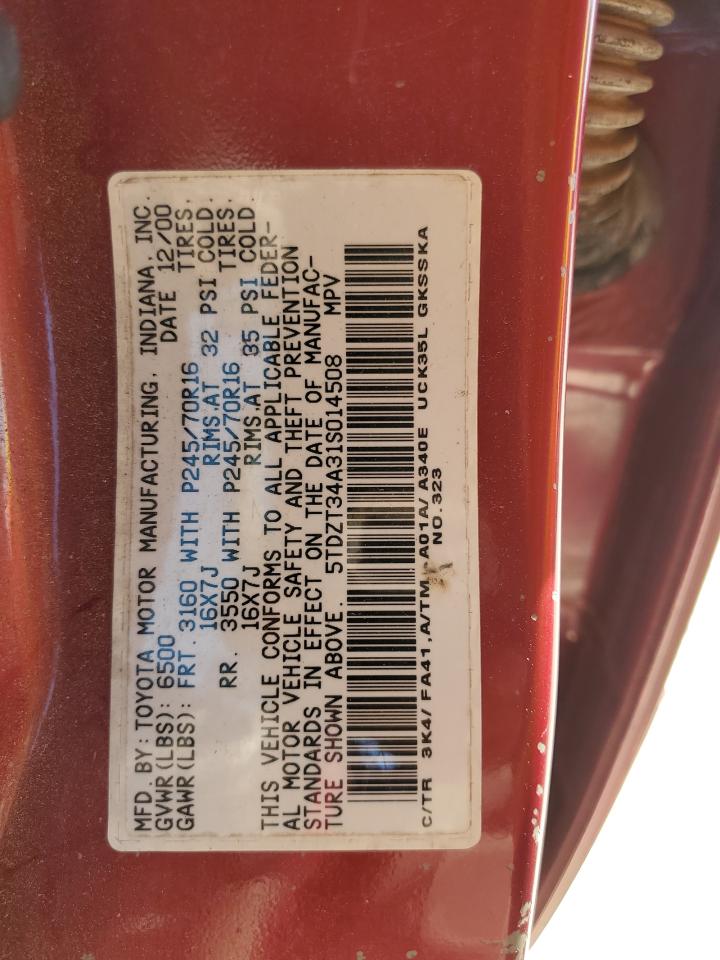 MFD. BY: TOYOTA MOTOR MANUFACTURING, INDIANA, INC.
GVWR(LBS): 6500 DATE 12/00
GAWR(LBS): FRT. 3160 WITH P245/70R16 TIRES,
16X7J RIMS,AT 32 PSI COLD.
RR. 3550 WITH P245/70R16 TIRES,
16X7J RIMS,AT 35 PSI COLD
THIS VEHICLE CONFORMS TO ALL APPLICABLE FEDER-
AL MOTOR VEHICLE SAFETY AND THEFT PREVENTION
STANDARDS IN EFFECT ON THE DATE OF MANUFAC-
TURE SHOWN ABOVE. 5TDZT34A31S014508 MPV
C/TR 3K4/ FA41,A/TM A01A/A340E UCK35L GKSSKA
NO.323